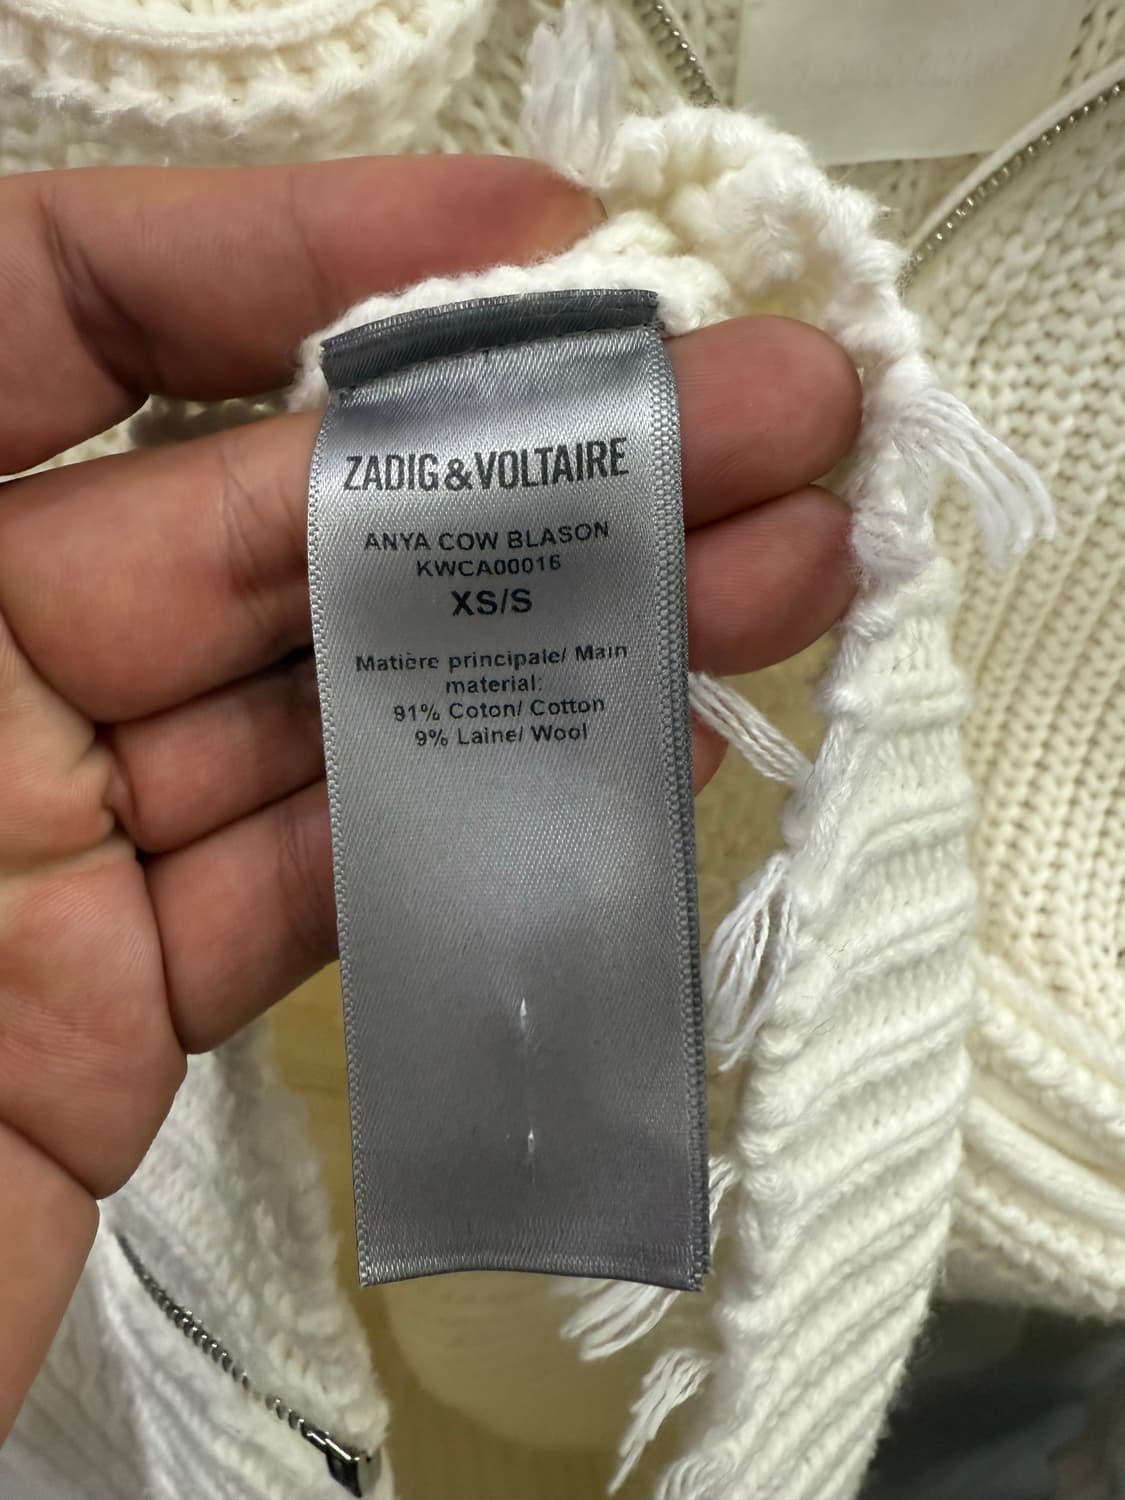 ZADIG&VOLTAIRE
ANYA COW BLASON
KWCA00016
XS/S
Matière principale/ Main
material:
91% Coton/ Cotton
9% Laine/ Wool